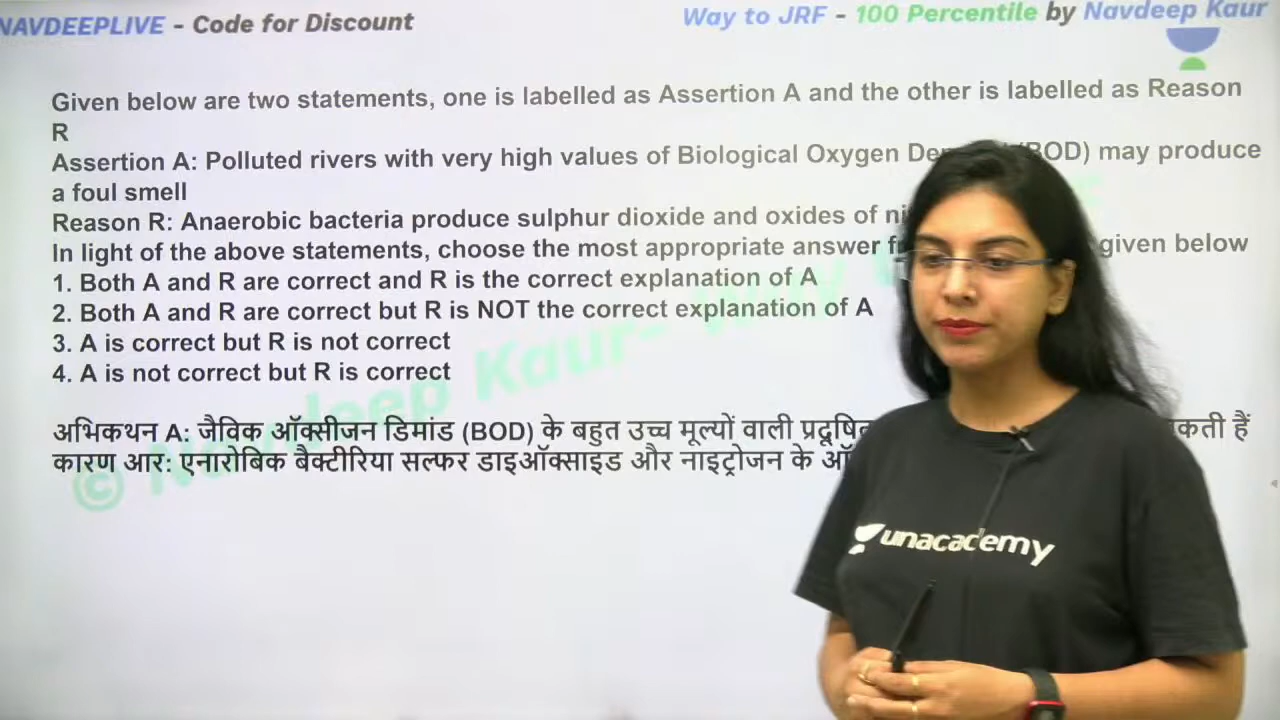 NAVDEEPLIVE - Code for Discount
Way to JRF - 100 Percentile by Navdeep Kaur
Given below are two statements, one is labelled as Assertion A and the other is labelled as Reason
R
Assertion A: Polluted rivers with very high values of Biological Oxygen De BOD) may produce
a foul smell
Reason R: Anaerobic bacteria produce sulphur dioxide and oxides of
In light of the above statements, choose the most appropriate answer given below
1. Both A and R are correct and R is the correct explanation of A
2. Both A and R are correct but R is NOT the correct explanation of A
3. A is correct but R is not correct
4. A is not correct but R is correct
अभिकथन A: जैविक ऑक्सीजन डिमांड (BOD) के बहुत उच्च मूल्यों वाली हैं
कारण आर: एनारोबिक बैक्टीरिया सल्फर डाइऑक्साइड और नाइट्रोजन के
© Navdeep Kaur-
unacademy